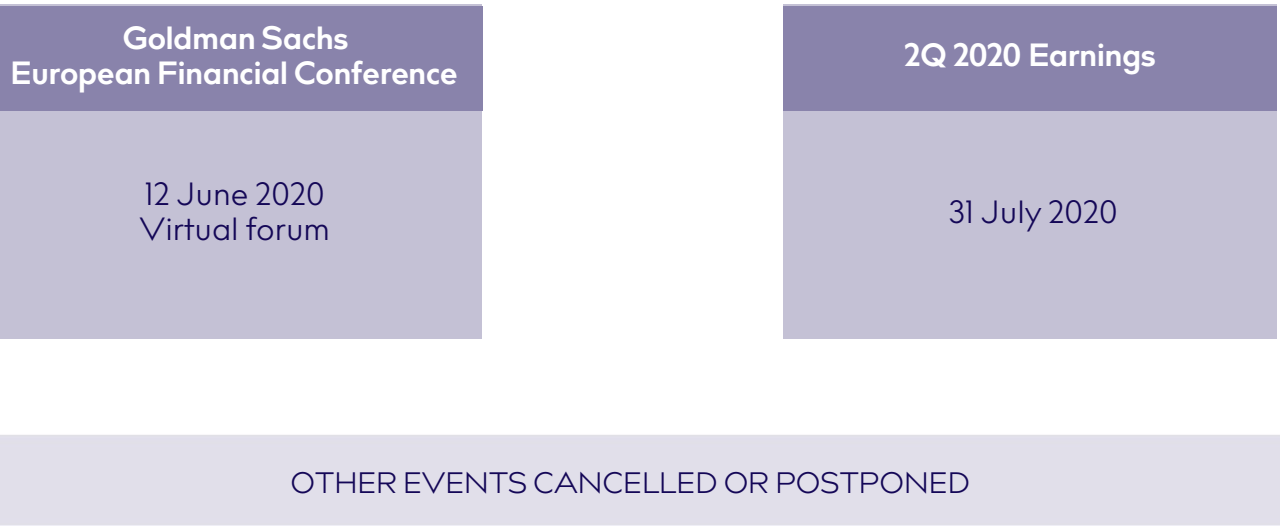 Goldman Sachs
European Financial Conference
12 June 2020
Virtual forum
2Q 2020 Earnings
31 July 2020
OTHER EVENTS CANCELLED OR POSTPONED